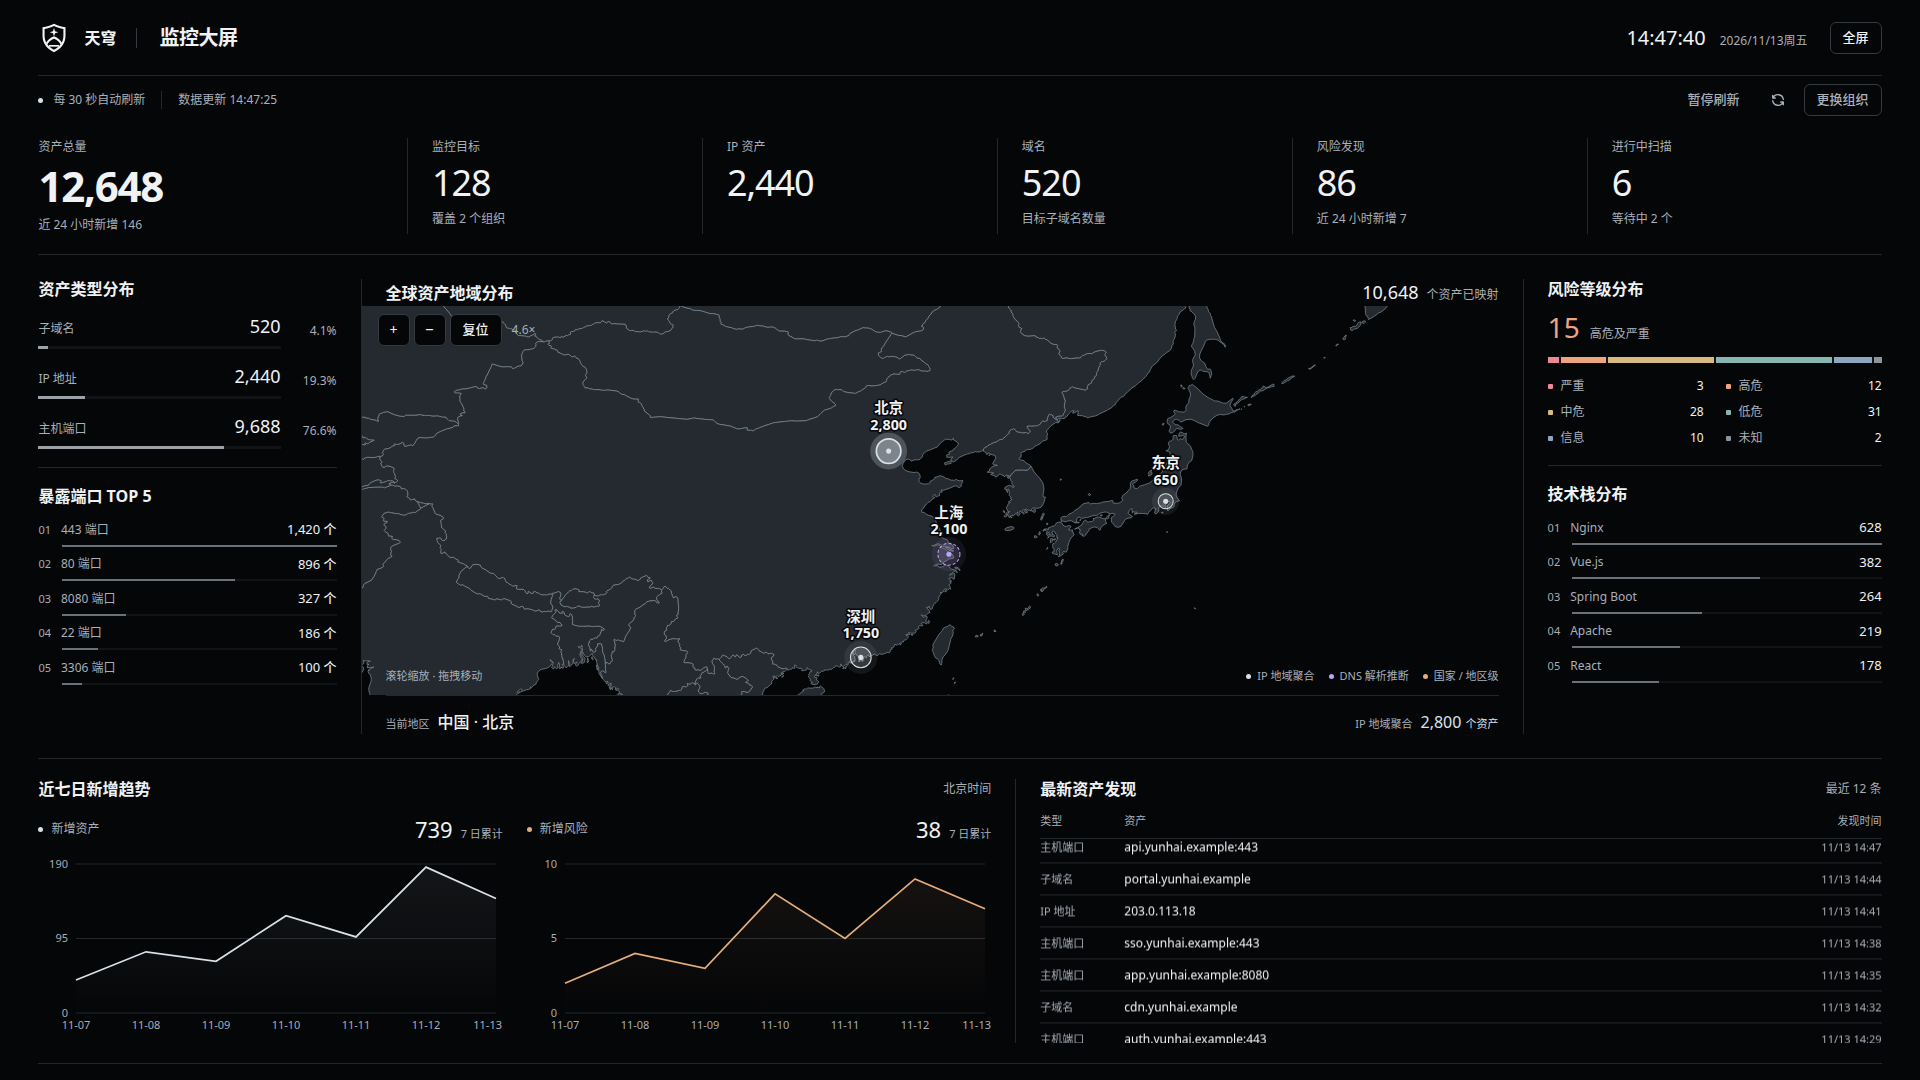 天穹
监控大屏
14:47:40 2026/11/13周五 全屏
每 30 秒自动刷新
数据更新 14:47:25
暂停刷新
更换组织
资产总量
12,648
近 24 小时新增 146
监控目标
128
覆盖 2 个组织
IP 资产
2,440
域名
520
目标子域名数量
风险发现
86
近 24 小时新增 7
进行中扫描
6
等待中 2 个
资产类型分布
子域名 520 4.1%
IP 地址 2,440 19.3%
主机端口 9,688 76.6%
暴露端口 TOP 5
01 443 端口 1,420 个
02 80 端口 896 个
03 8080 端口 327 个
04 22 端口 186 个
05 3306 端口 100 个
全球资产地域分布
10,648 个资产已映射
+ − 复位 4.6×
北京
2,800
东京
650
上海
2,100
深圳
1,750
滚轮缩放 · 拖拽移动
IP 地域聚合 DNS 解析推断 国家 / 地区级
当前地区 中国 · 北京
IP 地域聚合 2,800 个资产
风险等级分布
15 高危及严重
严重 3 高危 12
中危 28 低危 31
信息 10 未知 2
技术栈分布
01 Nginx 628
02 Vue.js 382
03 Spring Boot 264
04 Apache 219
05 React 178
近七日新增趋势
北京时间
新增资产 739 7 日累计
190
95
0
11-07 11-08 11-09 11-10 11-11 11-12 11-13
新增风险 38 7 日累计
10
5
0
11-07 11-08 11-09 11-10 11-11 11-12 11-13
最新资产发现
最近 12 条
类型 资产 发现时间
主机端口 api.yunhai.example:443 11/13 14:47
子域名 portal.yunhai.example 11/13 14:44
IP 地址 203.0.113.18 11/13 14:41
主机端口 sso.yunhai.example:443 11/13 14:38
主机端口 app.yunhai.example:8080 11/13 14:35
子域名 cdn.yunhai.example 11/13 14:32
主机端口 auth.yunhai.example:443 11/13 14:29